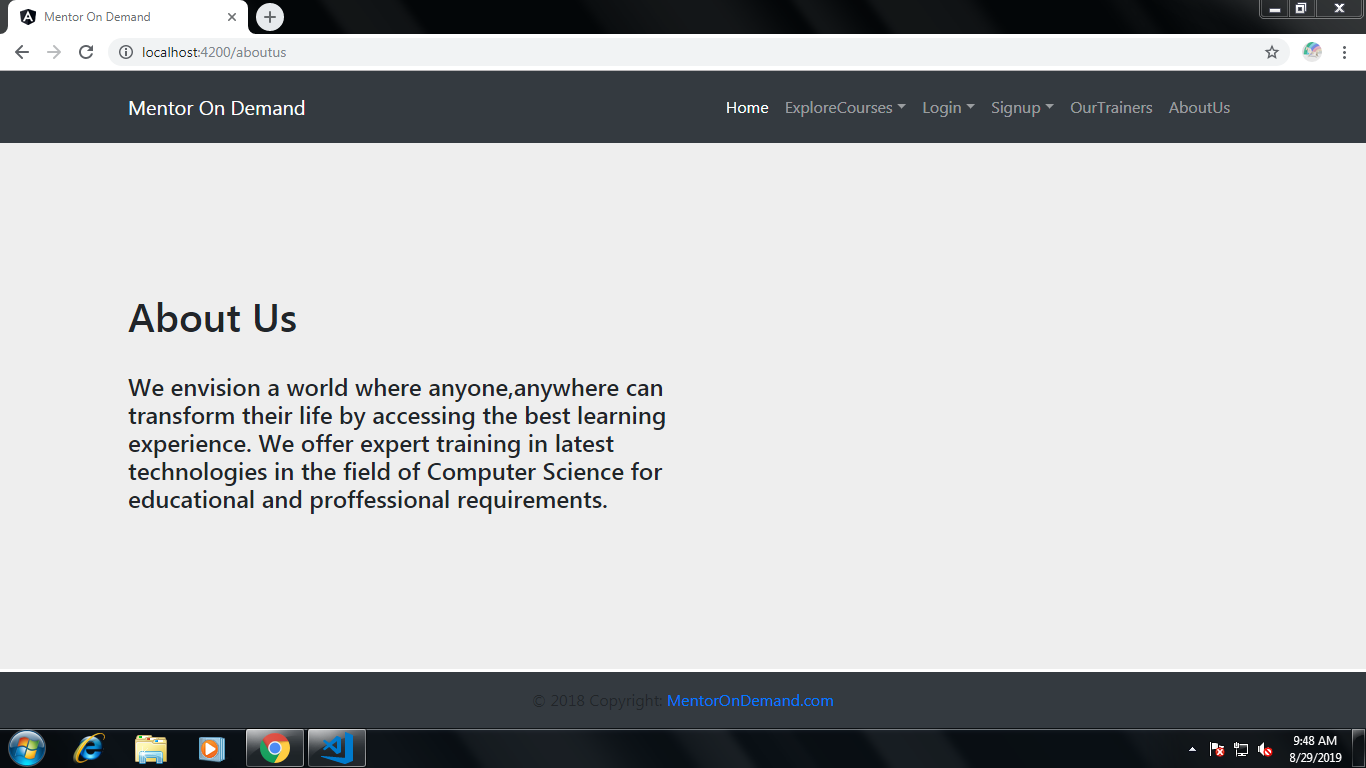 Mentor On Demand
localhost:4200/aboutus
Mentor On Demand
Home ExploreCourses Login Signup OurTrainers AboutUs
About Us
We envision a world where anyone,anywhere can
transform their life by accessing the best learning
experience. We offer expert training in latest
technologies in the field of Computer Science for
educational and proffessional requirements.
© 2018 Copyright: MentorOnDemand.com
9:48 AM
8/29/2019